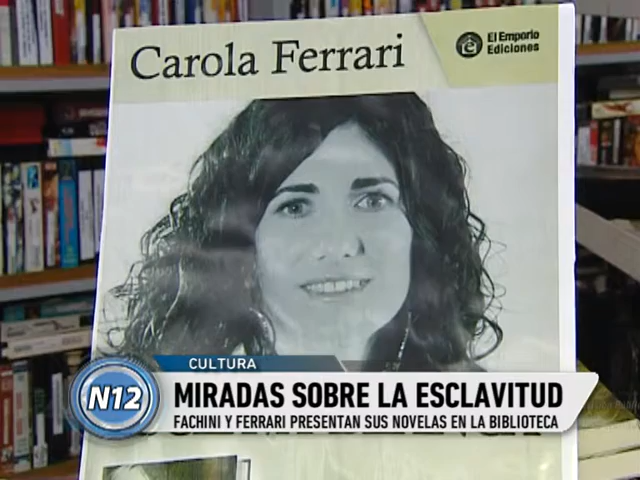 Carola Ferrari
El Emporio
Ediciones
CULTURA
N12
MIRADAS SOBRE LA ESCLAVITUD
FACHINI Y FERRARI PRESENTAN SUS NOVELAS EN LA BIBLIOTECA